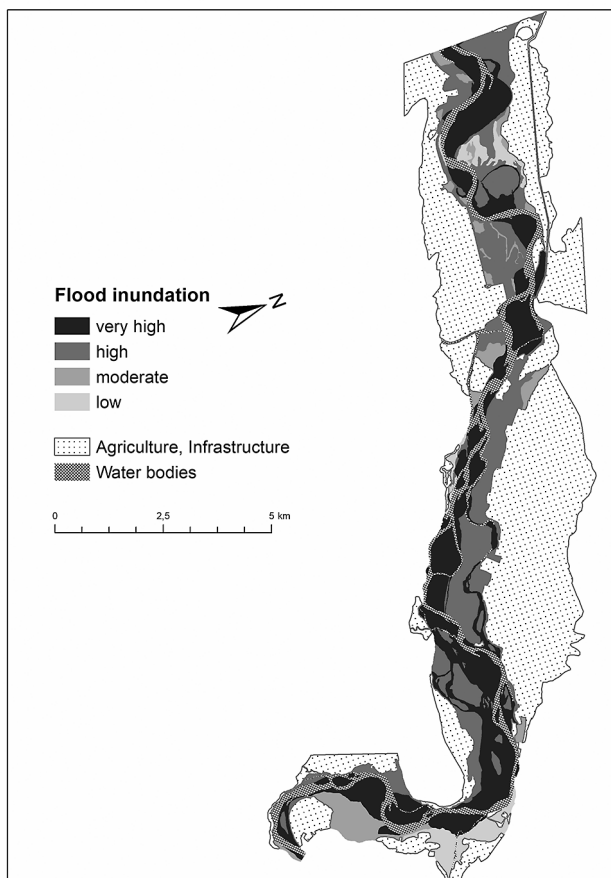 Flood inundation
N
very high
high
moderate
low
Agriculture, Infrastructure
Water bodies
0 2,5 5 km